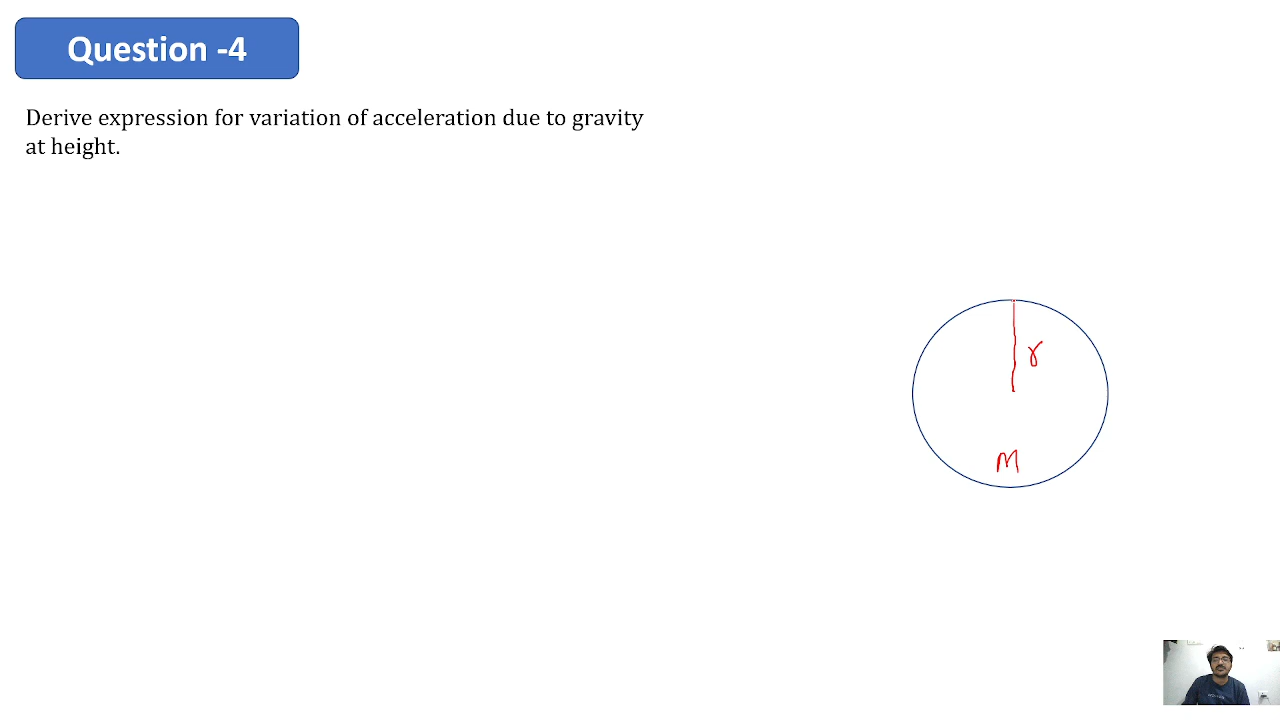 Question -4
Derive expression for variation of acceleration due to gravity
at height.
r
M